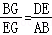 BG/EG = DE/AB